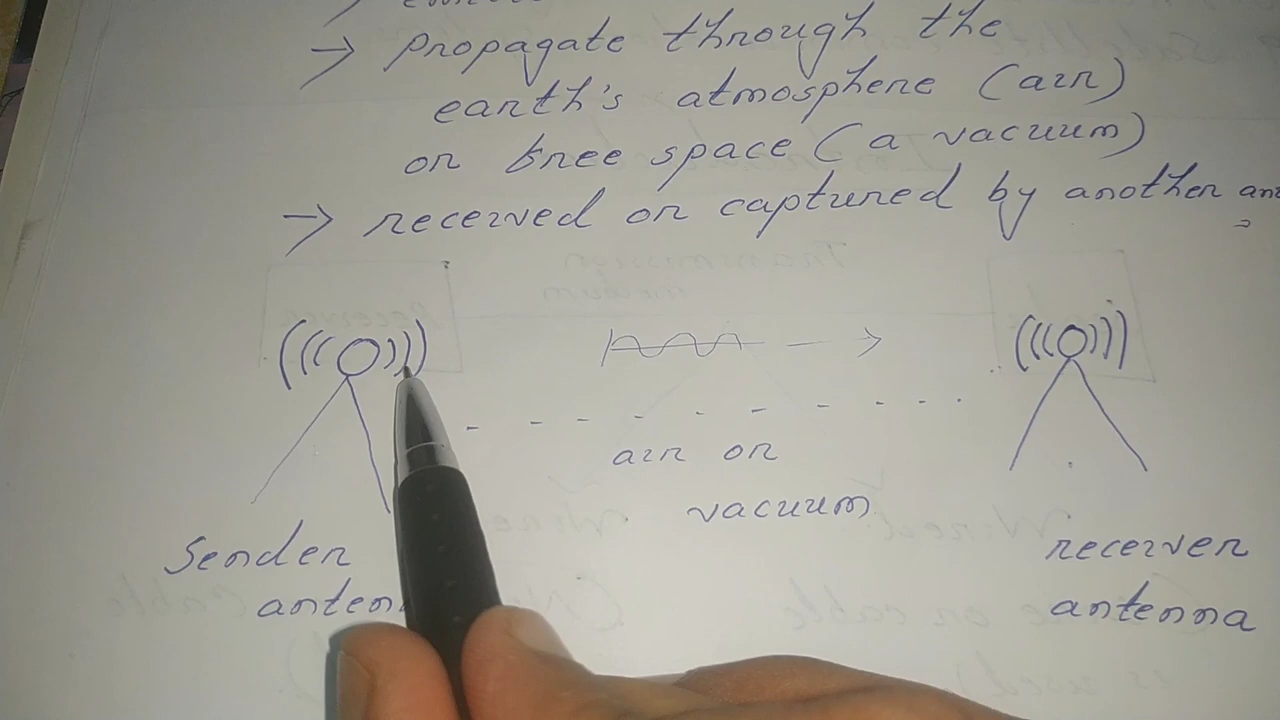 → propagate through the
earth's atmosphere (air)
or free space (a vacuum)
→ received or captured by another
air or
vacuum
sender
receiver
antenna